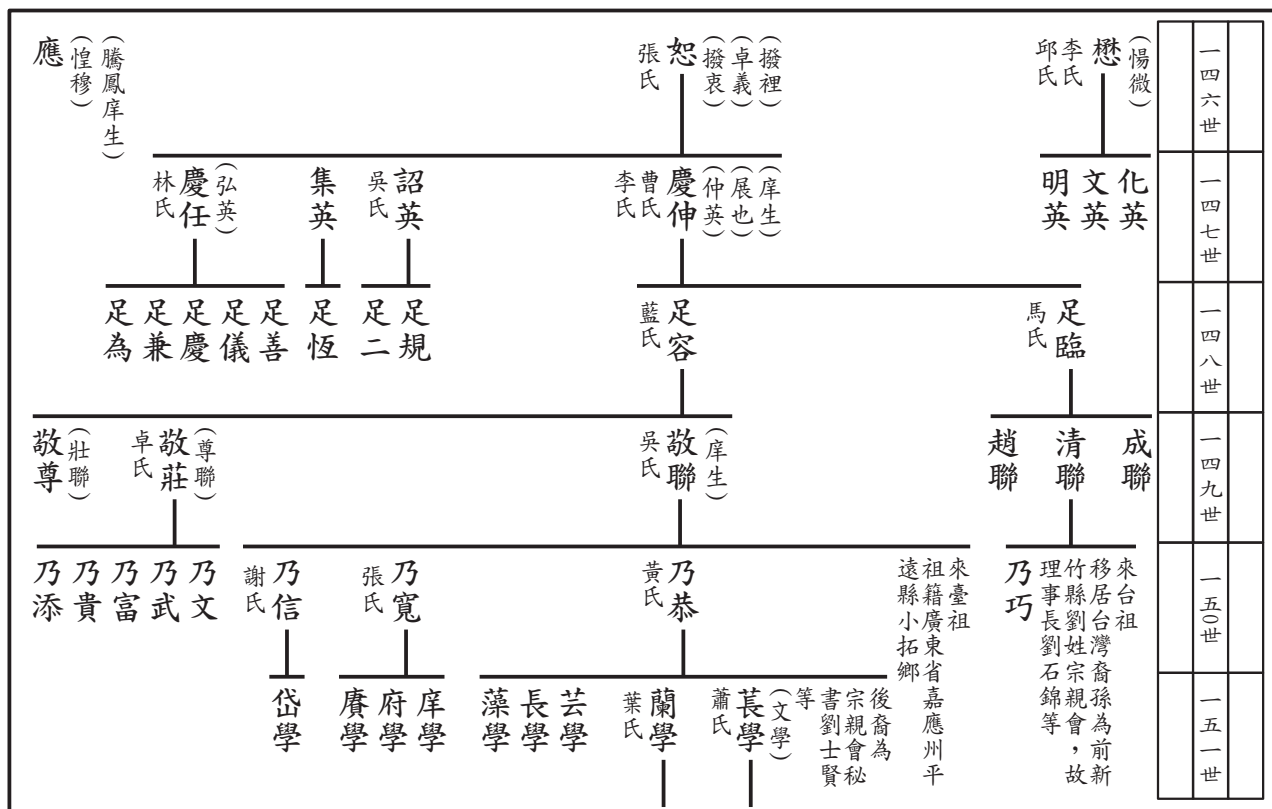 一四六世
(愓微)
懋
李氏
邱氏
(撥裡)
(卓義)
(撥衷)
恕
張氏
(騰鳳庠生)
(惶穆)
應
一四七世
化英
文英
明英
(庠生)
(展也)
(仲英)
慶伸
曹氏
李氏
詔英
吳氏
集英
(弘英)
慶任
林氏
一四八世
足臨
馬氏
足容
藍氏
足規
足二
足恆
足善
足儀
足慶
足兼
足為
一四九世
成聯
清聯
趙聯
(庠生)
敬聯
吳氏
(尊聯)
敬莊
卓氏
(壯聯)
敬尊
一五○世
來台祖
移居台灣裔孫為前新
竹縣劉姓宗親會,故
理事長劉石錦等
乃巧
來臺祖
祖籍廣東省嘉應州平
遠縣小拓鄉
乃恭
黃氏
乃寬
張氏
乃信
謝氏
乃文
乃武
乃富
乃貴
乃添
一五一世
後裔為
宗親會秘
書劉士賢
等
(文學)
萇學
蕭氏
蘭學
葉氏
芸學
長學
藻學
庠學
府學
賡學
岱學